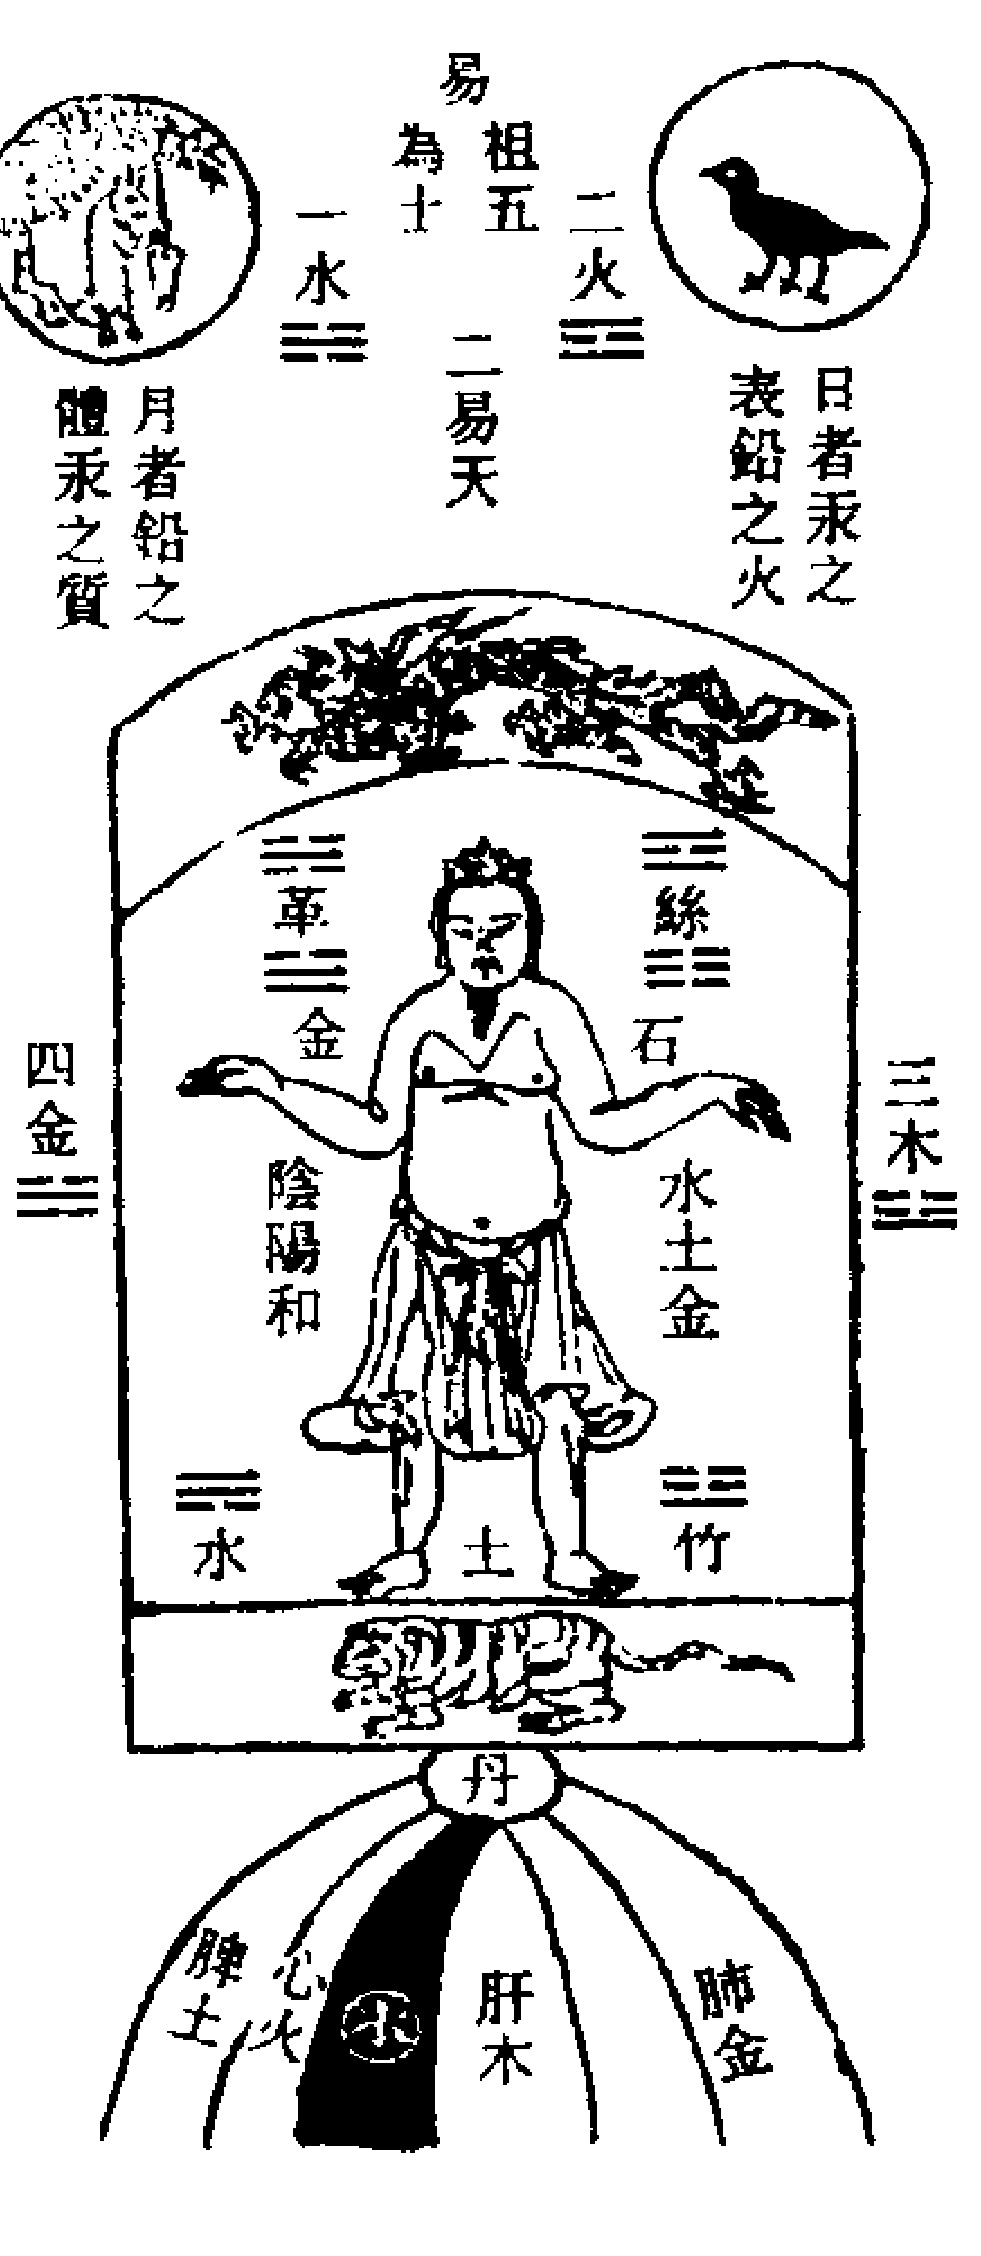 易
祖五
為十
二火
一水
二易天
日者汞之
表鉛之火
月者鉛之
體汞之質
絲
革
石
金
三木
四金
水土金
陰陽和
竹
土
水
丹
肺金
肝木
水
心火
脾土